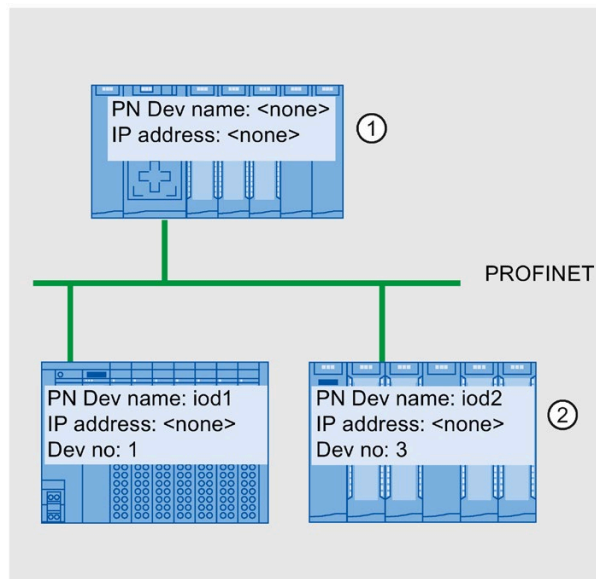 PN Dev name: <none>
IP address: <none>
1
PROFINET
PN Dev name: iod1
IP address: <none>
Dev no: 1
PN Dev name: iod2
IP address: <none>
Dev no: 3
2